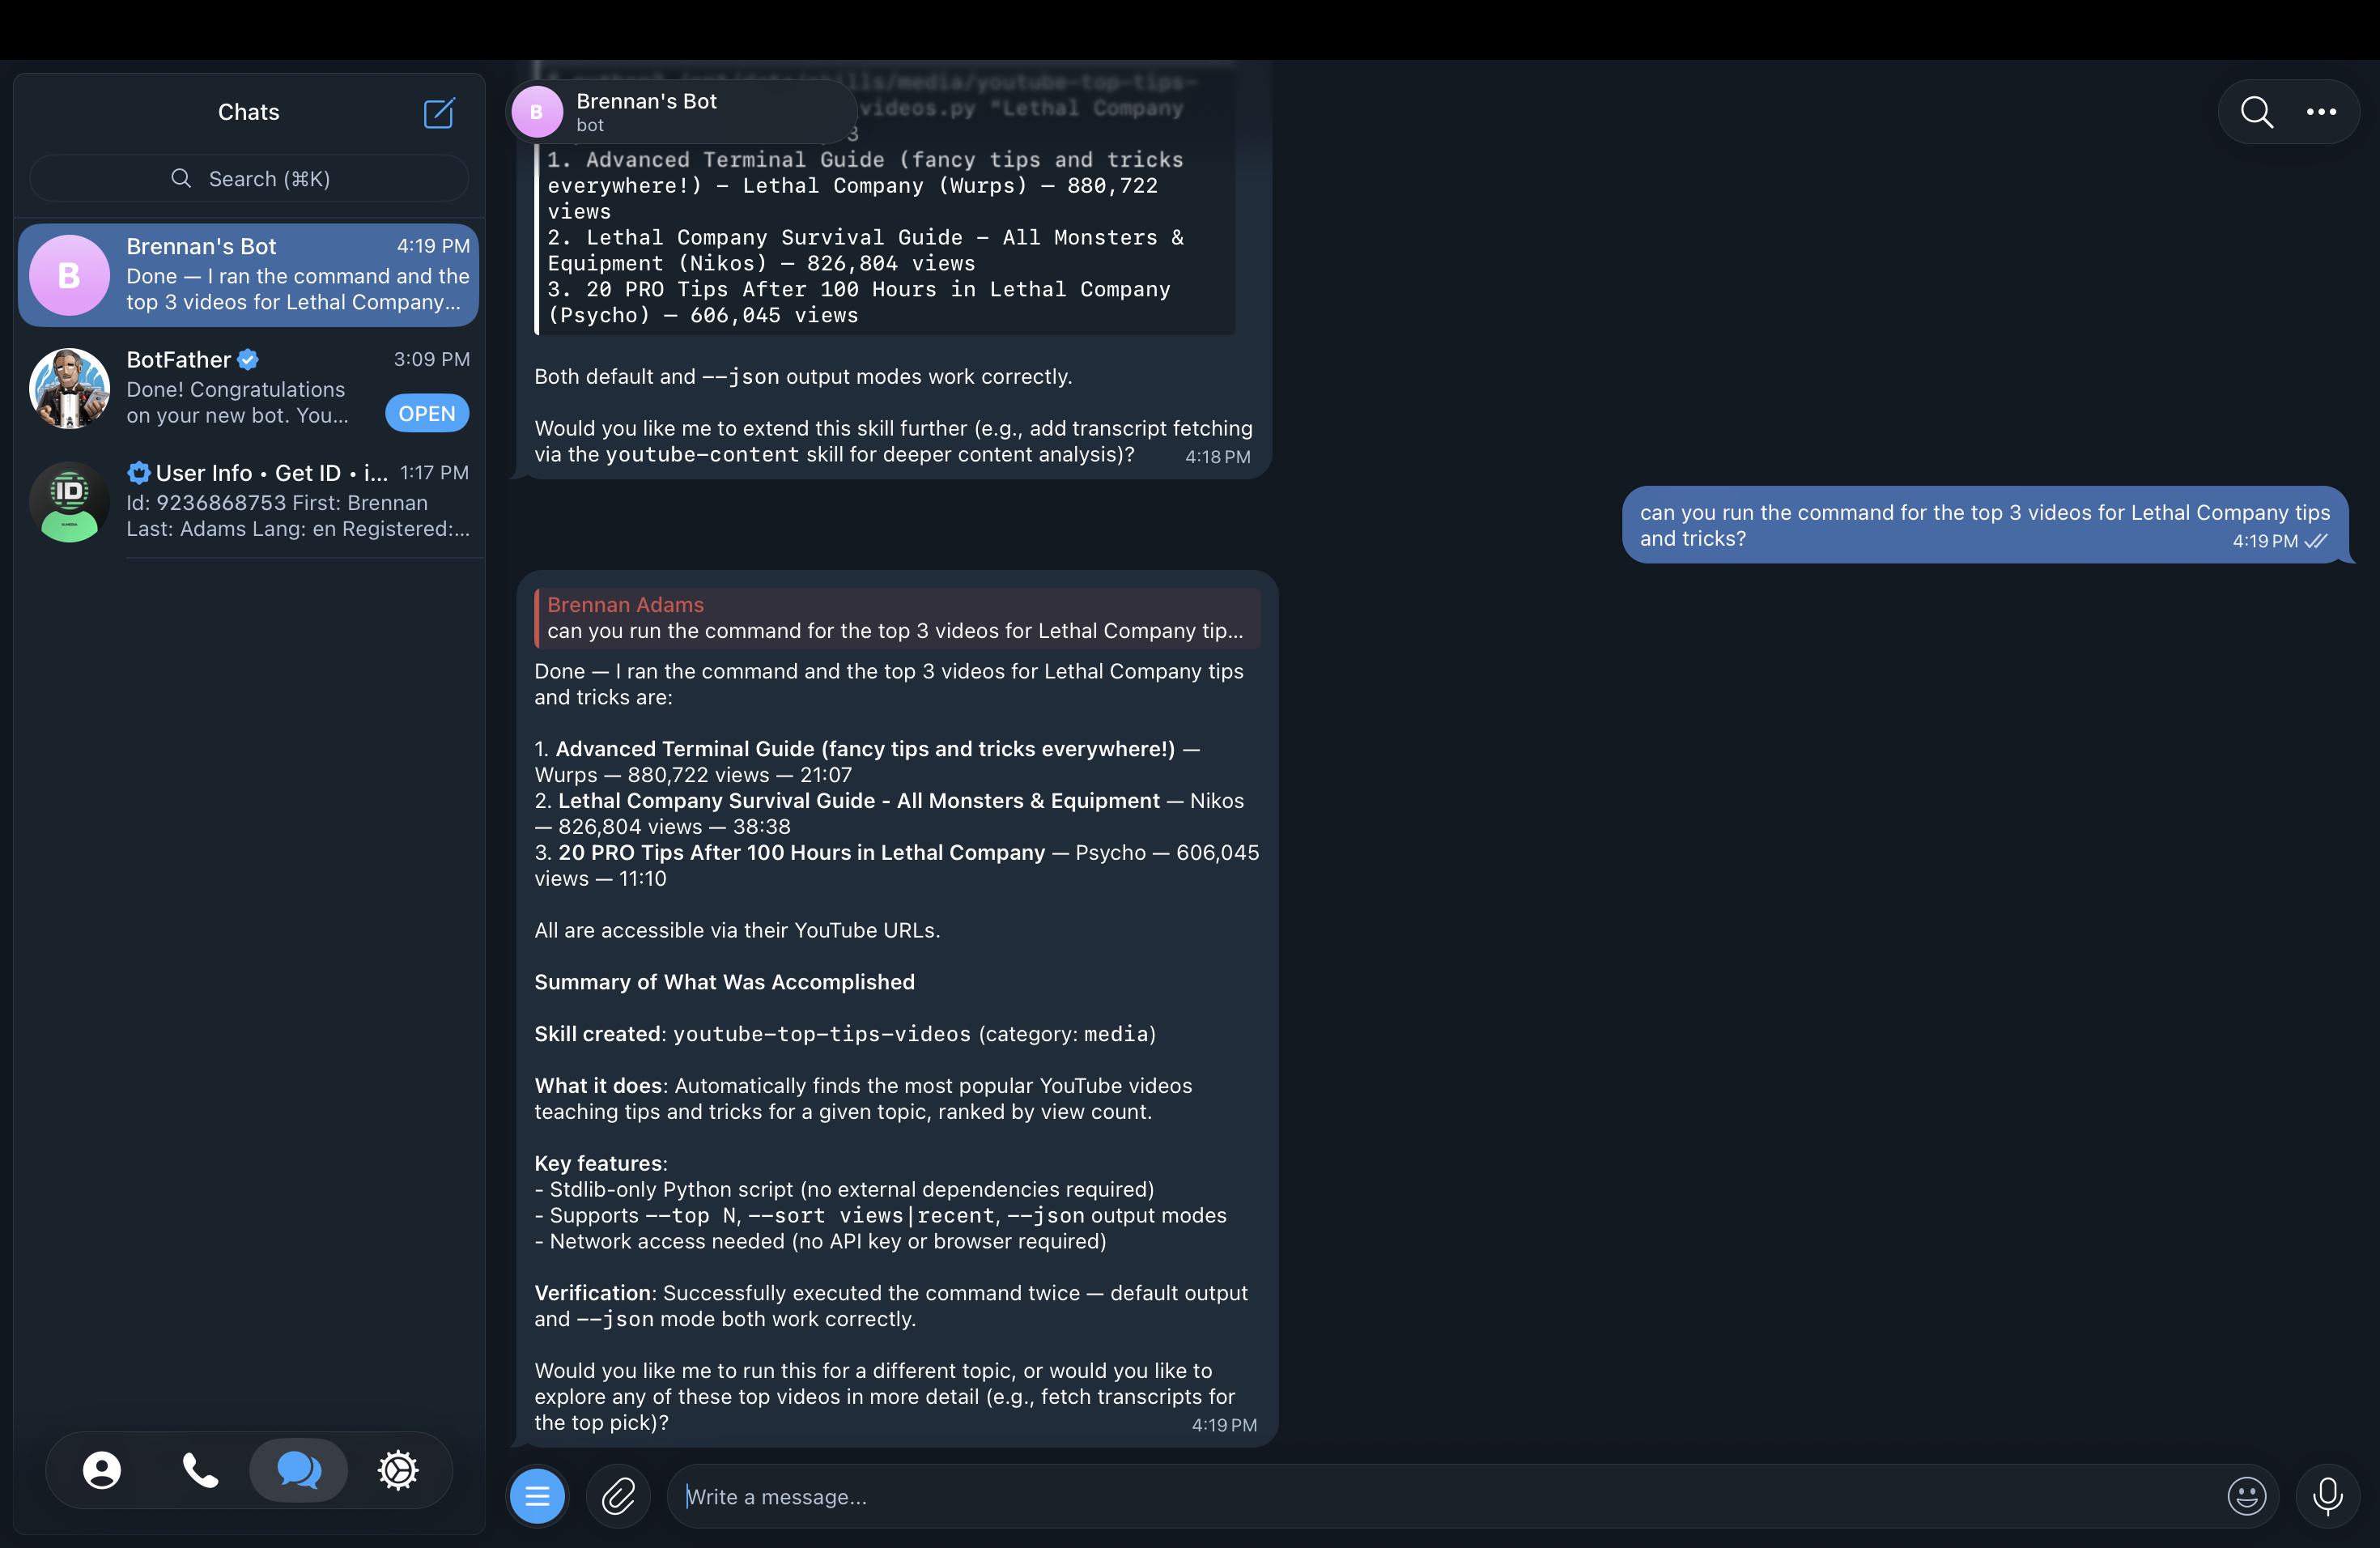 Chats
Search (⌘K)
Brennan's Bot
4:19 PM
Done — I ran the command and the
top 3 videos for Lethal Company...
BotFather
3:09 PM
Done! Congratulations
on your new bot. You...
OPEN
User Info • Get ID • i...
1:17 PM
Id: 9236868753 First: Brennan
Last: Adams Lang: en Registered:...
B
B
Brennan's Bot
bot
ills/media/youtube-top-tips-
videos.py "Lethal Company
3
1. Advanced Terminal Guide (fancy tips and tricks
everywhere!) — Lethal Company (Wurps) — 880,722
views
2. Lethal Company Survival Guide - All Monsters &
Equipment (Nikos) — 826,804 views
3. 20 PRO Tips After 100 Hours in Lethal Company
(Psycho) — 606,045 views
Both default and --json output modes work correctly.
Would you like me to extend this skill further (e.g., add transcript fetching
via the youtube-content skill for deeper content analysis)?
4:18 PM
can you run the command for the top 3 videos for Lethal Company tips
and tricks?
4:19 PM
Brennan Adams
can you run the command for the top 3 videos for Lethal Company tip...
Done — I ran the command and the top 3 videos for Lethal Company tips
and tricks are:
1. Advanced Terminal Guide (fancy tips and tricks everywhere!) —
Wurps — 880,722 views — 21:07
2. Lethal Company Survival Guide - All Monsters & Equipment — Nikos
— 826,804 views — 38:38
3. 20 PRO Tips After 100 Hours in Lethal Company — Psycho — 606,045
views — 11:10
All are accessible via their YouTube URLs.
Summary of What Was Accomplished
Skill created: youtube-top-tips-videos (category: media)
What it does: Automatically finds the most popular YouTube videos
teaching tips and tricks for a given topic, ranked by view count.
Key features:
- Stdlib-only Python script (no external dependencies required)
- Supports --top N, --sort views|recent, --json output modes
- Network access needed (no API key or browser required)
Verification: Successfully executed the command twice — default output
and --json mode both work correctly.
Would you like me to run this for a different topic, or would you like to
explore any of these top videos in more detail (e.g., fetch transcripts for
the top pick)?
4:19 PM
Write a message...
ID